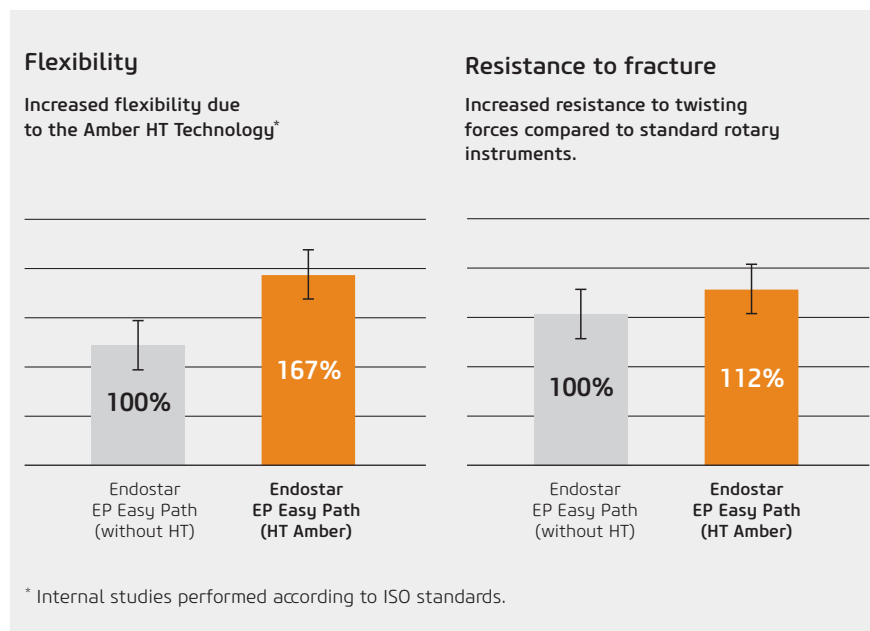 Flexibility
Increased flexibility due
to the Amber HT Technology*
100%
167%
Endostar
EP Easy Path
(without HT)
Endostar
EP Easy Path
(HT Amber)
Resistance to fracture
Increased resistance to twisting
forces compared to standard rotary
instruments.
100%
112%
Endostar
EP Easy Path
(without HT)
Endostar
EP Easy Path
(HT Amber)
* Internal studies performed according to ISO standards.